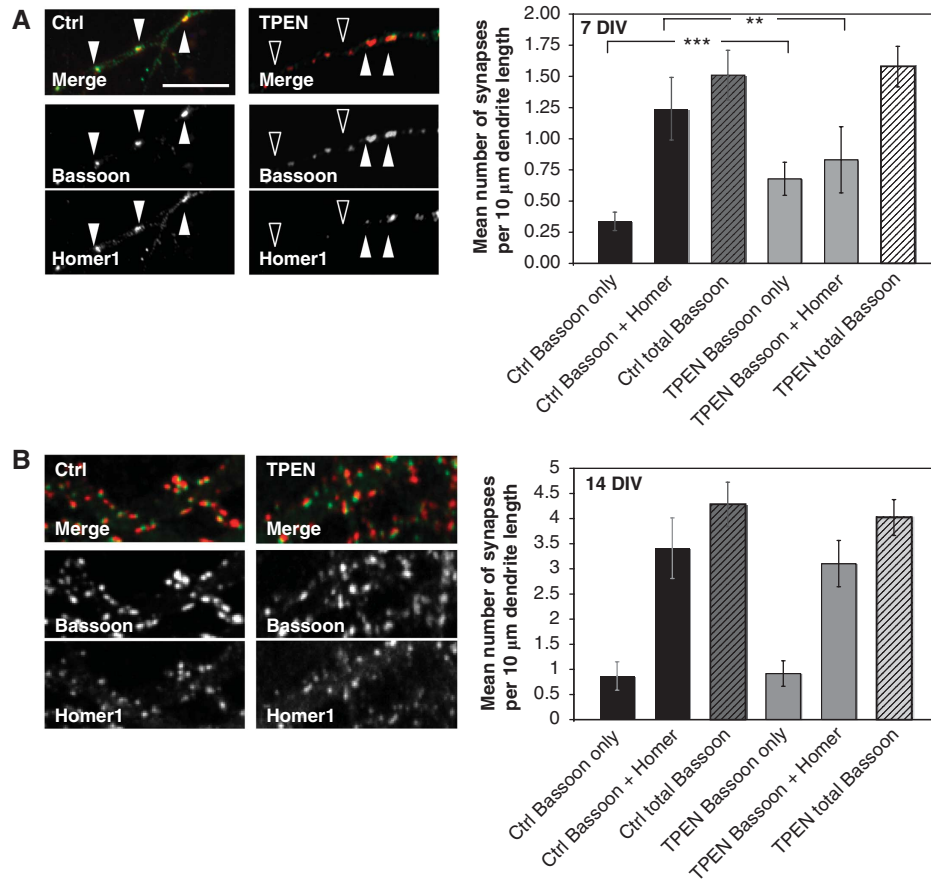 A
Ctrl
Merge
Bassoon
Homer1
TPEN
Merge
Bassoon
Homer1
Mean number of synapses
per 10 μm dendrite length
2.00
1.75
1.50
1.25
1.00
0.75
0.50
0.25
0.00
7 DIV
**
***
Ctrl Bassoon only
Ctrl Bassoon + Homer
Ctrl total Bassoon
TPEN Bassoon only
TPEN Bassoon + Homer
TPEN total Bassoon
B
Ctrl
Merge
Bassoon
Homer1
TPEN
Merge
Bassoon
Homer1
Mean number of synapses
per 10 μm dendrite length
5
4.5
4
3.5
3
2.5
2
1.5
1
0.5
0
14 DIV
Ctrl Bassoon only
Ctrl Bassoon + Homer
Ctrl total Bassoon
TPEN Bassoon only
TPEN Bassoon + Homer
TPEN total Bassoon